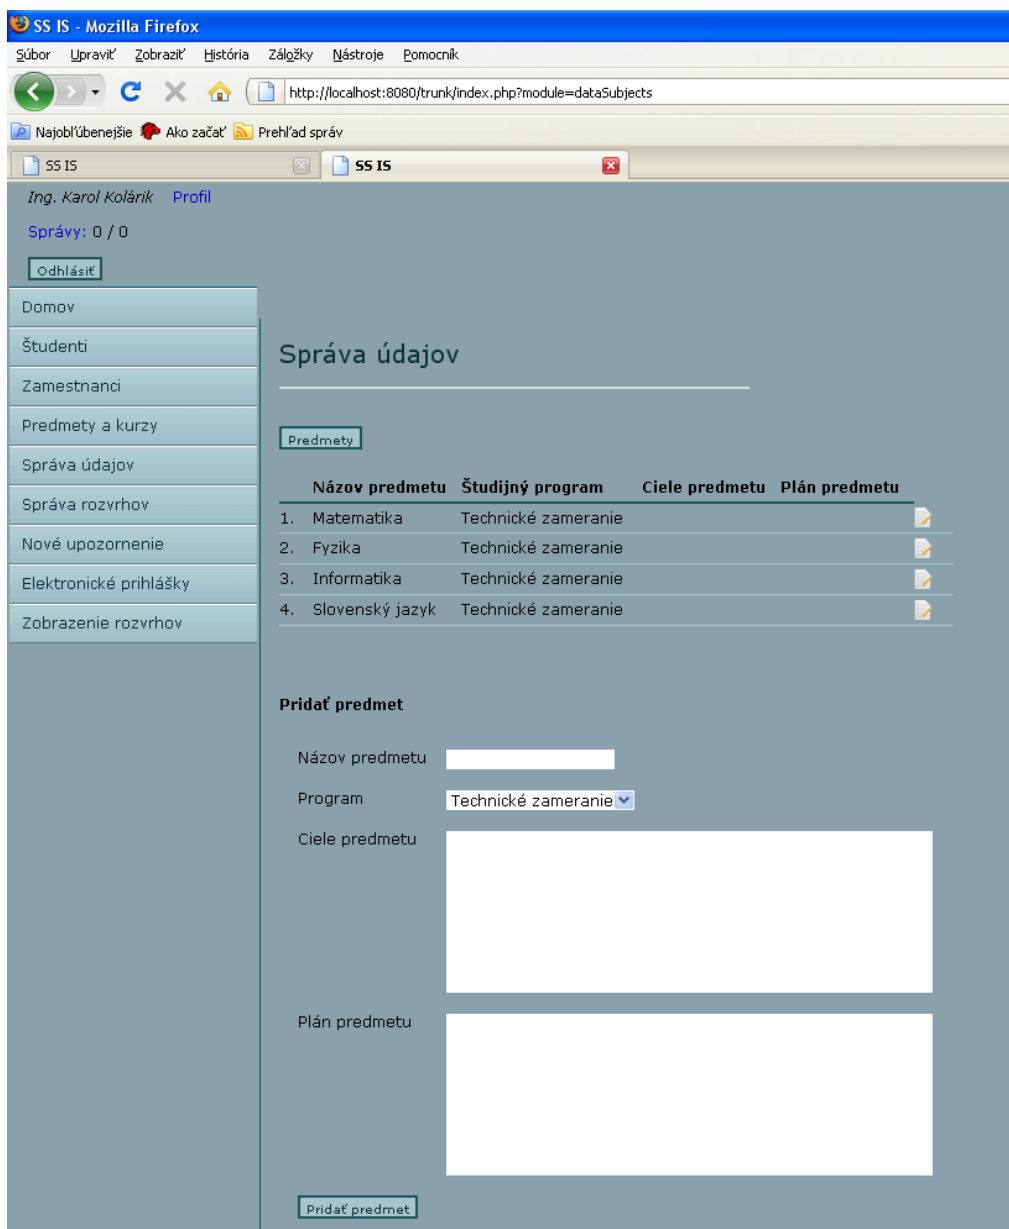 SS IS - Mozilla Firefox
Súbor Upraviť Zobraziť História Záložky Nástroje Pomocník
http://localhost:8080/trunk/index.php?module=dataSubjects
Najobľúbenejšie Ako začať Prehľad správ
SS IS SS IS
Ing. Karol Kolárik Profil
Správy: 0 / 0
Odhlásiť
Domov
Študenti
Zamestnanci
Predmety a kurzy
Správa údajov
Správa rozvrhov
Nové upozornenie
Elektronické prihlášky
Zobrazenie rozvrhov
Správa údajov
Predmety
Názov predmetu Študijný program Ciele predmetu Plán predmetu
1. Matematika Technické zameranie
2. Fyzika Technické zameranie
3. Informatika Technické zameranie
4. Slovenský jazyk Technické zameranie
Pridať predmet
Názov predmetu
Program Technické zameranie
Ciele predmetu
Plán predmetu
Pridať predmet